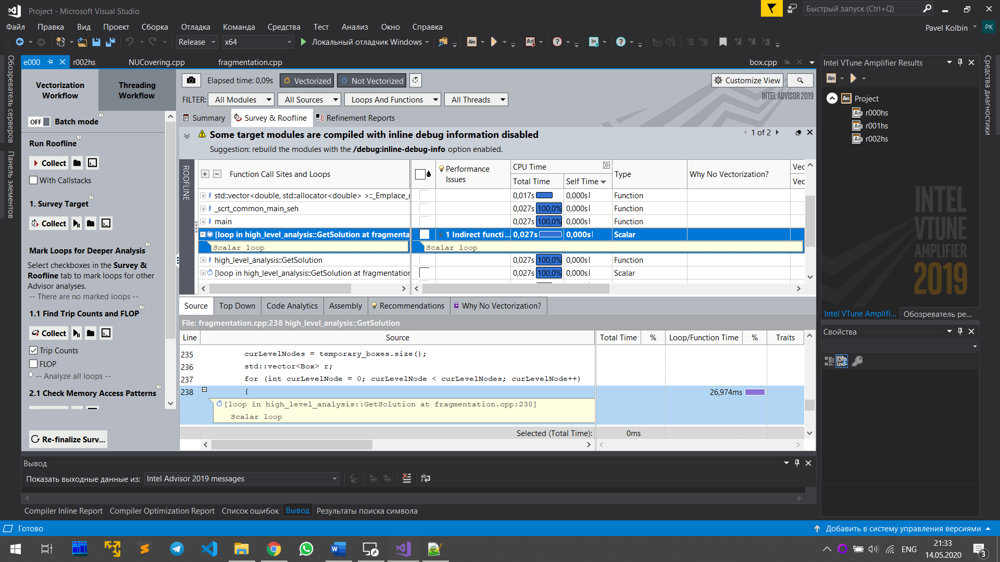 Project - Microsoft Visual Studio
Быстрый запуск (Ctrl+Q)
Файл Правка Вид Проект Сборка Отладка Команда Средства Тест Анализ Окно Справка
Pavel Kolbin PK
Release x64 Локальный отладчик Windows
Обозреватель серверов
Панель элементов
e000 r002hs NUCovering.cpp fragmentation.cpp box.cpp
Vectorization Workflow
Threading Workflow
OFF Batch mode
Run Roofline
Collect
With Callstacks
1. Survey Target
Collect
Mark Loops for Deeper Analysis
Select checkboxes in the Survey &
Roofline tab to mark loops for other
Advisor analyses.
-- There are no marked loops --
1.1 Find Trip Counts and FLOP
Collect
Trip Counts
FLOP
-- Analyze all loops --
2.1 Check Memory Access Patterns
Re-finalize Surv...
Elapsed time: 0,09s Vectorized Not Vectorized
Customize View
FILTER: All Modules All Sources Loops And Functions All Threads
INTEL ADVISOR 2019
Summary Survey & Roofline Refinement Reports
Some target modules are compiled with inline debug information disabled
1 of 2
Suggestion: rebuild the modules with the /debug:inline-debug-info option enabled.
ROOFLINE
+ - Function Call Sites and Loops
Performance Issues
CPU Time
Total Time Self Time
Type
Why No Vectorization?
Vec
Vec
std::vector<double, std::allocator<double> >::_Emplace_r 0,017s 0,000s Function
_scrt_common_main_seh 0,027s 100,0% 0,000s Function
main 0,027s 100,0% 0,000s Function
[loop in high_level_analysis::GetSolution at fragmenta 1 Indirect functi... 0,027s 0,000s Scalar
Scalar loop Scalar loop
high_level_analysis::GetSolution 0,027s 100,0% 0,000s Function
[loop in high_level_analysis::GetSolution at fragmentation 0,027s 100,0% 0,000s Scalar
Source Top Down Code Analytics Assembly Recommendations Why No Vectorization?
File: fragmentation.cpp:238 high_level_analysis::GetSolution
Line Source Total Time % Loop/Function Time % Traits
235 curLevelNodes = temporary_boxes.size();
236 std::vector<Box> r;
237 for (int curLevelNode = 0; curLevelNode < curLevelNodes; curLevelNode++)
238 { 26,974ms
[loop in high_level_analysis::GetSolution at fragmentation.cpp:238]
Scalar loop
Selected (Total Time): 0ms
Вывод
Показать выходные данные из: Intel Advisor 2019 messages
Compiler Inline Report Compiler Optimization Report Список ошибок Вывод Результаты поиска символа
Intel VTune Amplifier Results
Project
r000hs
r001hs
r002hs
INTEL
VTUNE
AMPLIFIER
2019
Intel VTune Amplifi... Обозреватель ре...
Свойства
Средства диагностики
Готово
Добавить в систему управления версиями
ENG
21:33
14.05.2020
3